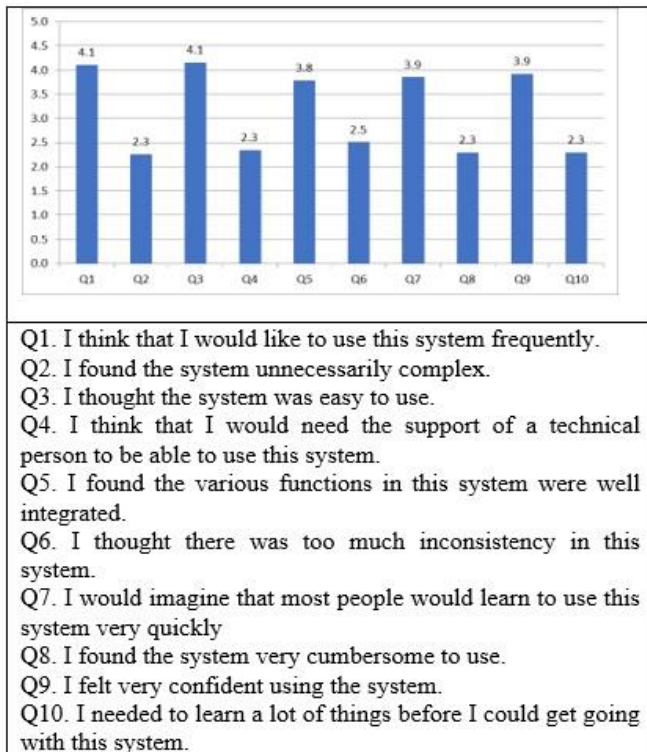 5.0
4.5
4.0
3.5
3.0
2.5
2.0
1.5
1.0
0.5
0.0
4.1 2.3 4.1 2.3 3.8 2.5 3.9 2.3 3.9 2.3
Q1 Q2 Q3 Q4 Q5 Q6 Q7 Q8 Q9 Q10
Q1. I think that I would like to use this system frequently.
Q2. I found the system unnecessarily complex.
Q3. I thought the system was easy to use.
Q4. I think that I would need the support of a technical
person to be able to use this system.
Q5. I found the various functions in this system were well
integrated.
Q6. I thought there was too much inconsistency in this
system.
Q7. I would imagine that most people would learn to use this
system very quickly
Q8. I found the system very cumbersome to use.
Q9. I felt very confident using the system.
Q10. I needed to learn a lot of things before I could get going
with this system.